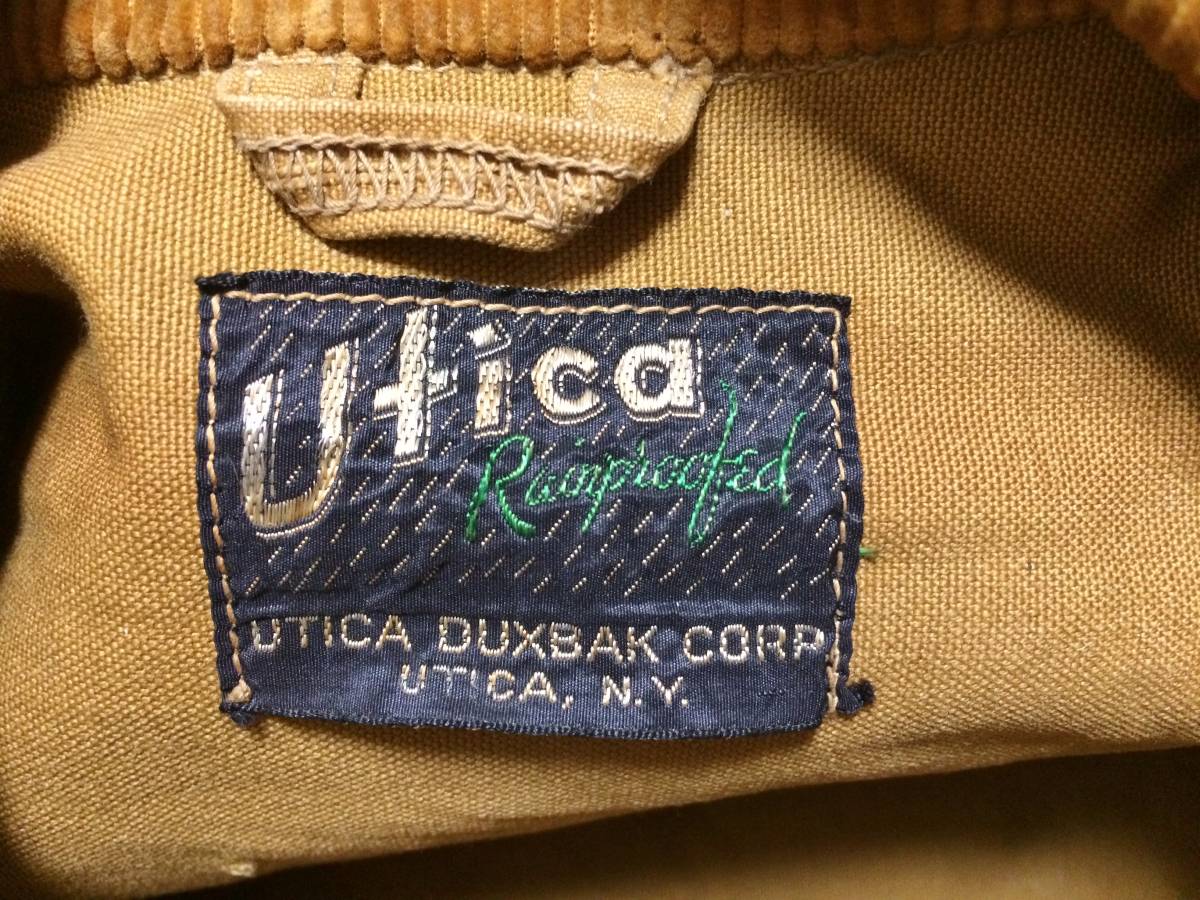 Utica
Rainproofed
UTICA DUXBAK CORP.
UTICA, N.Y.